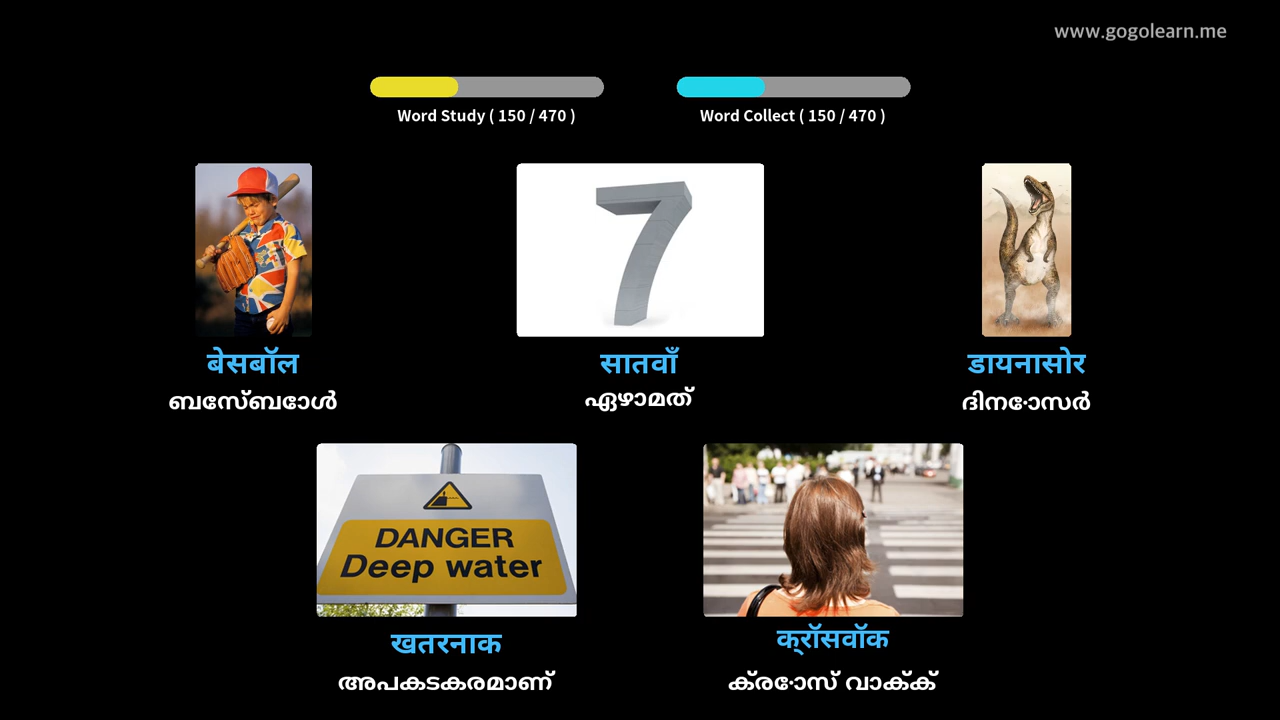 www.gogolearn.me
Word Study ( 150 / 470 )
Word Collect ( 150 / 470 )
7
बेसबॉल
सातवाँ
डायनासोर
ബേസ്ബോൾ
ഏഴാമത്
ദിനോസർ
DANGER
Deep water
खतरनाक
क्रॉसवॉक
അപകടകരമാണ്
ക്രോസ് വാക്ക്